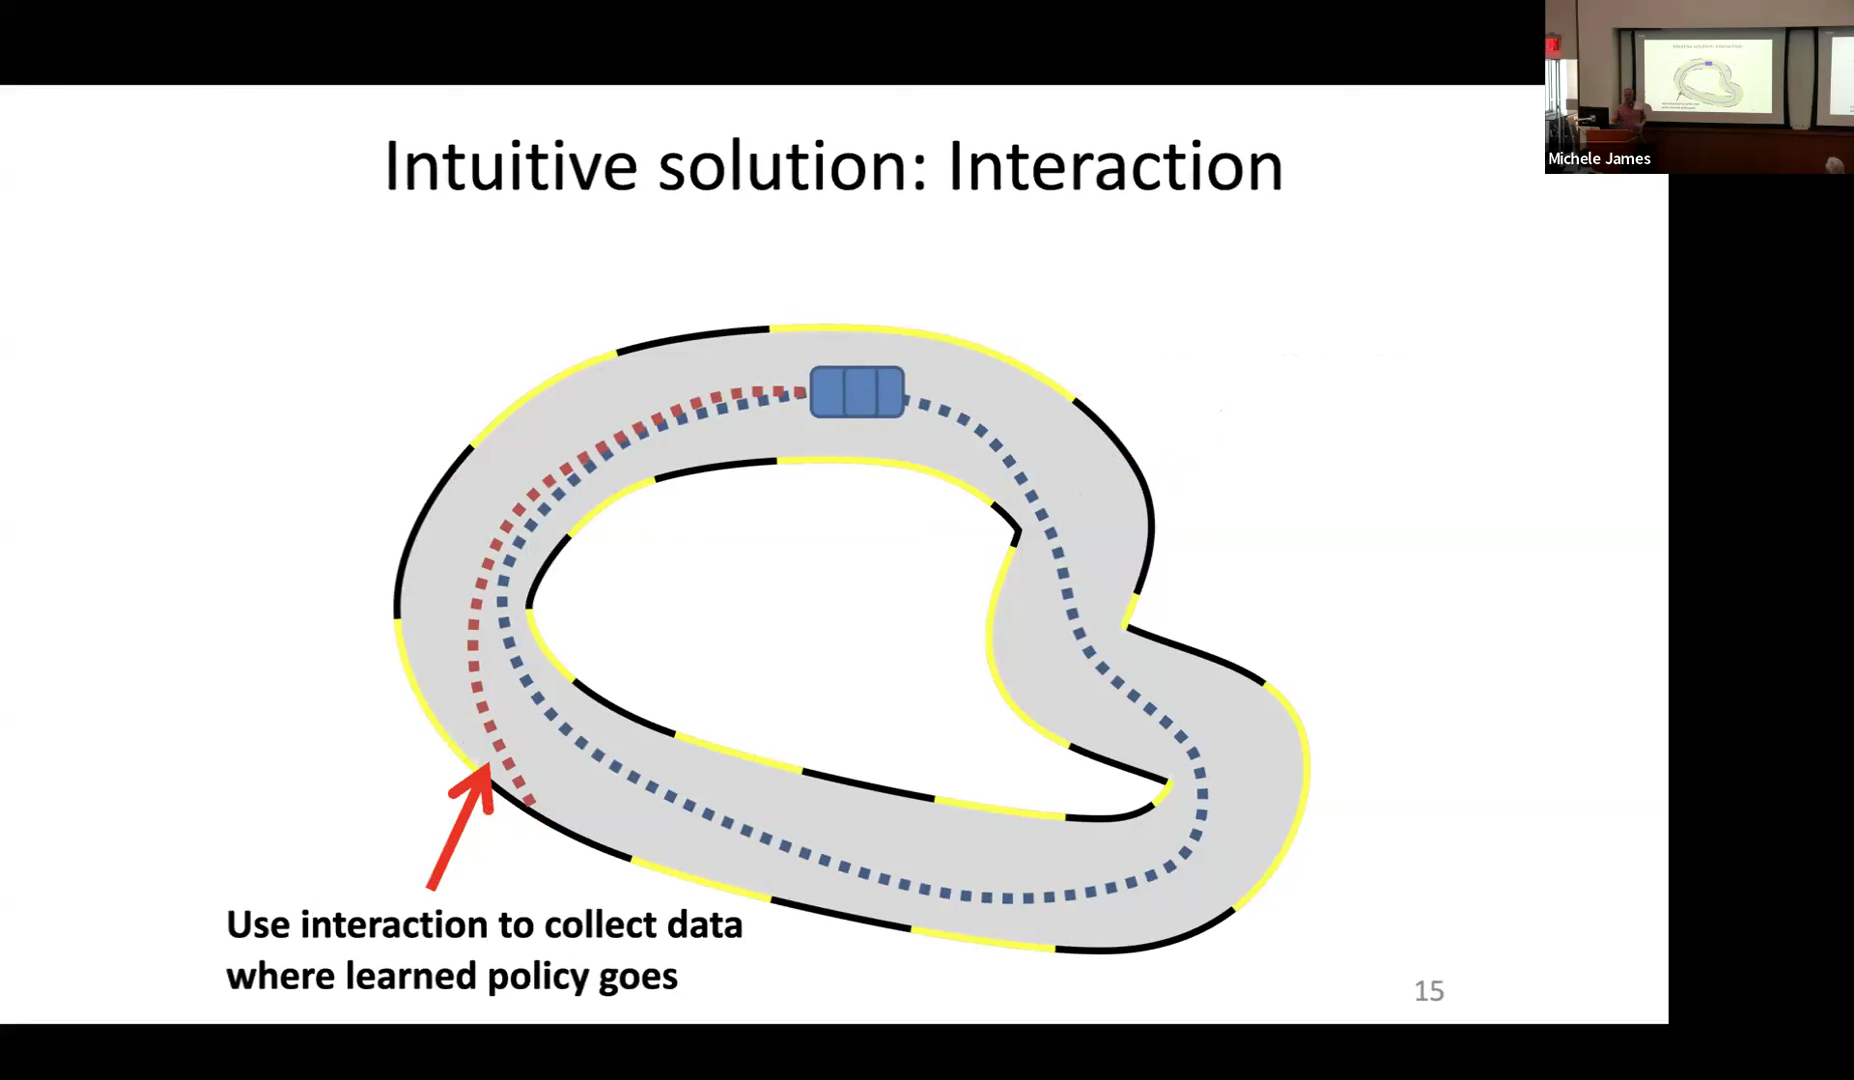 Intuitive solution: Interaction
Michele James
Use interaction to collect data
where learned policy goes
15